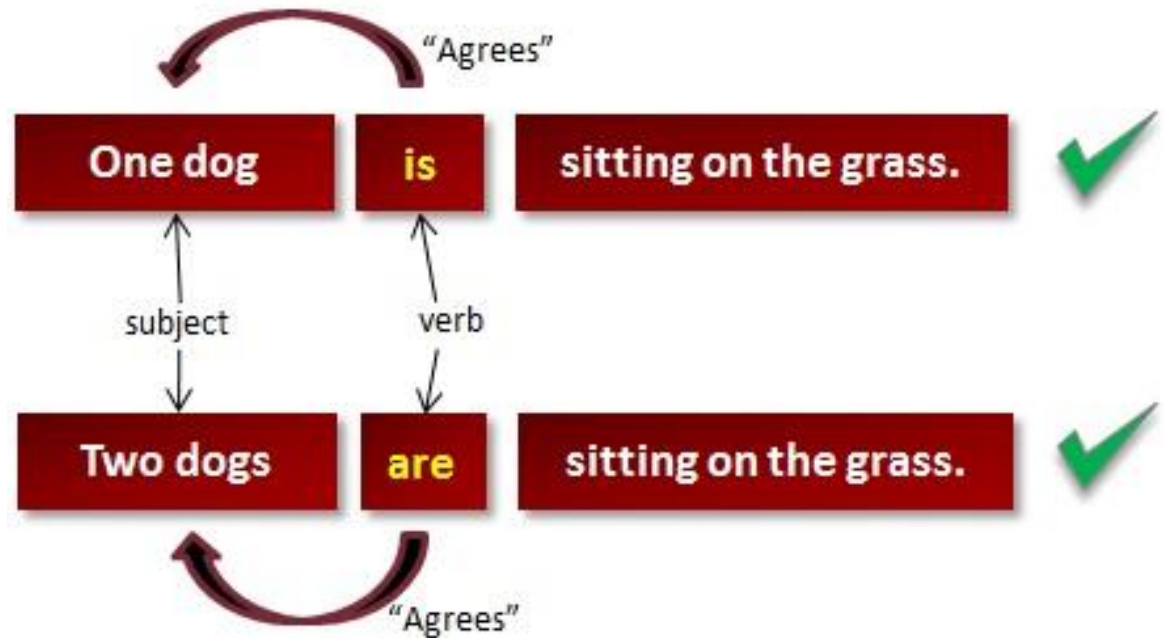 “Agrees”
One dog is sitting on the grass.
subject verb
Two dogs are sitting on the grass.
“Agrees”